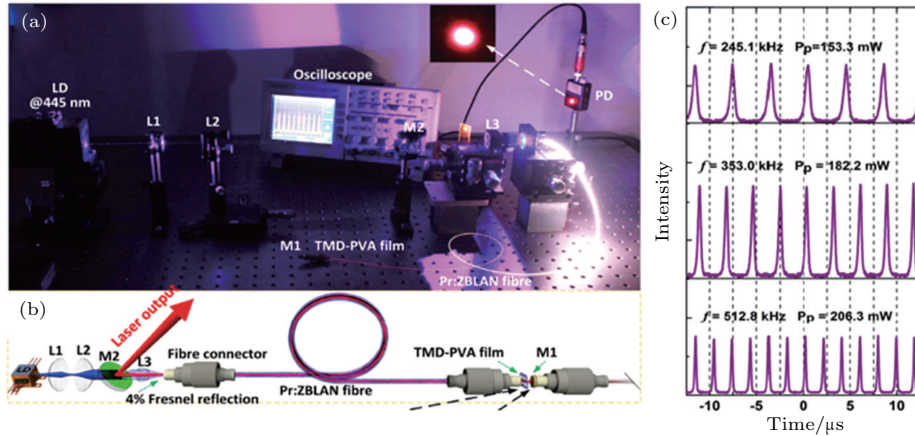 (a)
LD
@445 nm
L1
L2
Oscilloscope
M2
L3
PD
M1
TMD-PVA film
Pr:ZBLAN fibre
(b)
L1
L2
M2
L3
Laser output
Fibre connector
4% Fresnel reflection
Pr:ZBLAN fibre
TMD-PVA film
M1
(c)
f = 245.1 kHz Pp=153.3 mW
f = 353.0 kHz Pp = 182.2 mW
f = 512.8 kHz Pp = 206.3 mW
Intensity
-10 -5 0 5 10
Time/µs